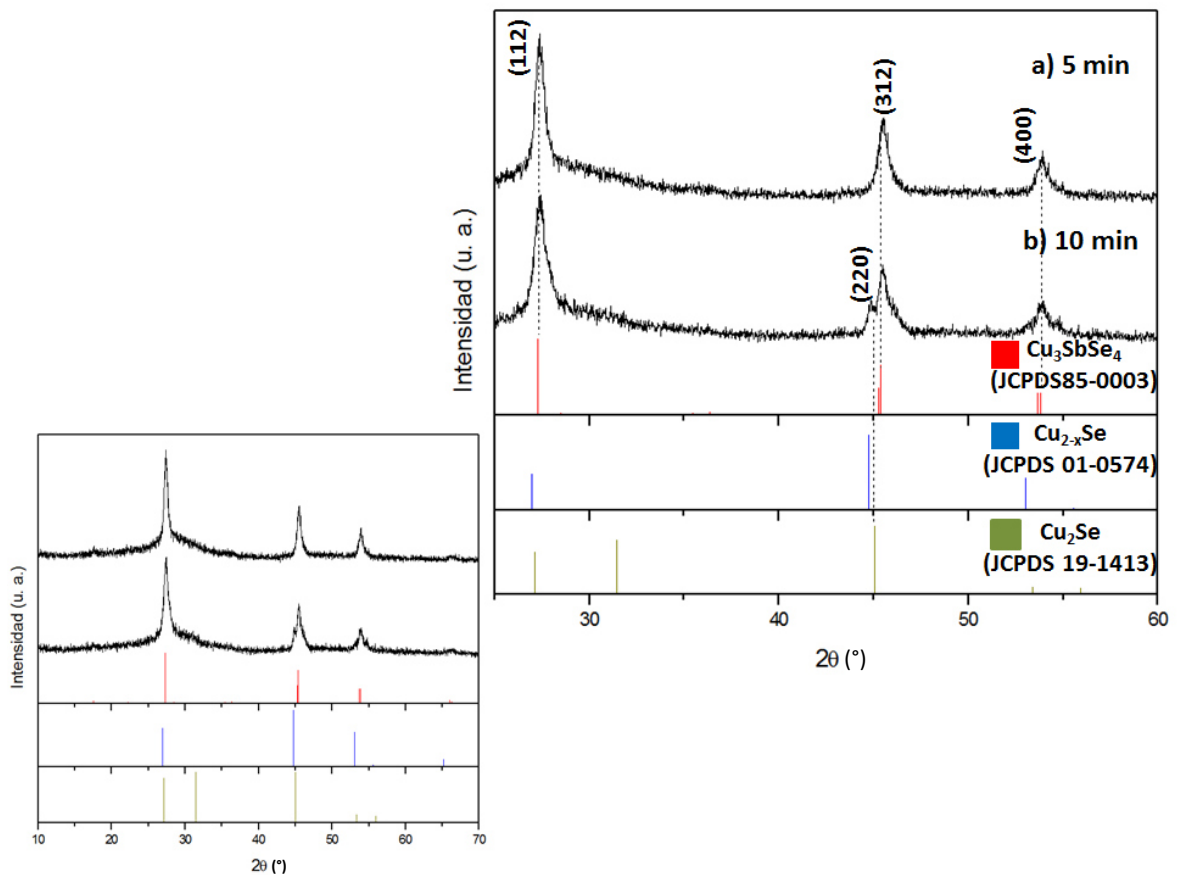 (112)
(312)
(400)
a) 5 min
(220)
b) 10 min
Intensidad (u. a.)
Cu₃SbSe₄
(JCPDS85-0003)
Cu₂₋ₓSe
(JCPDS 01-0574)
Cu₂Se
(JCPDS 19-1413)
30 40 50 60
2θ (°)
Intensidad (u. a.)
10 20 30 40 50 60 70
2θ (°)